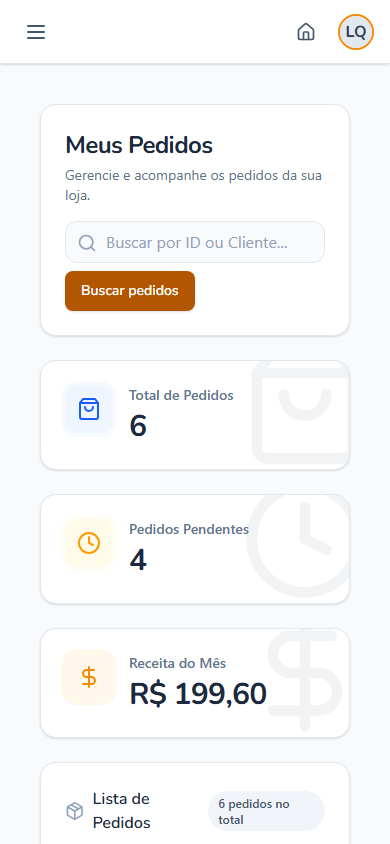 LQ
Meus Pedidos
Gerencie e acompanhe os pedidos da sua
loja.
Buscar por ID ou Cliente...
Buscar pedidos
Total de Pedidos
6
Pedidos Pendentes
4
Receita do Mês
R$ 199,60
Lista de
Pedidos
6 pedidos no
total